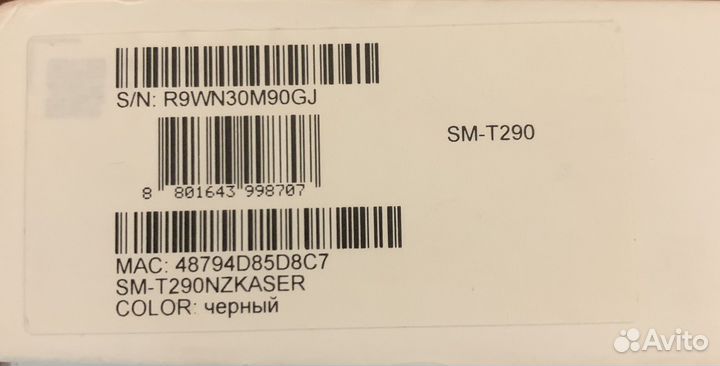 S/N: R9WN30M90GJ
SM-T290
8 801643 998707
MAC: 48794D85D8C7
SM-T290NZKASER
COLOR: черный
Avito